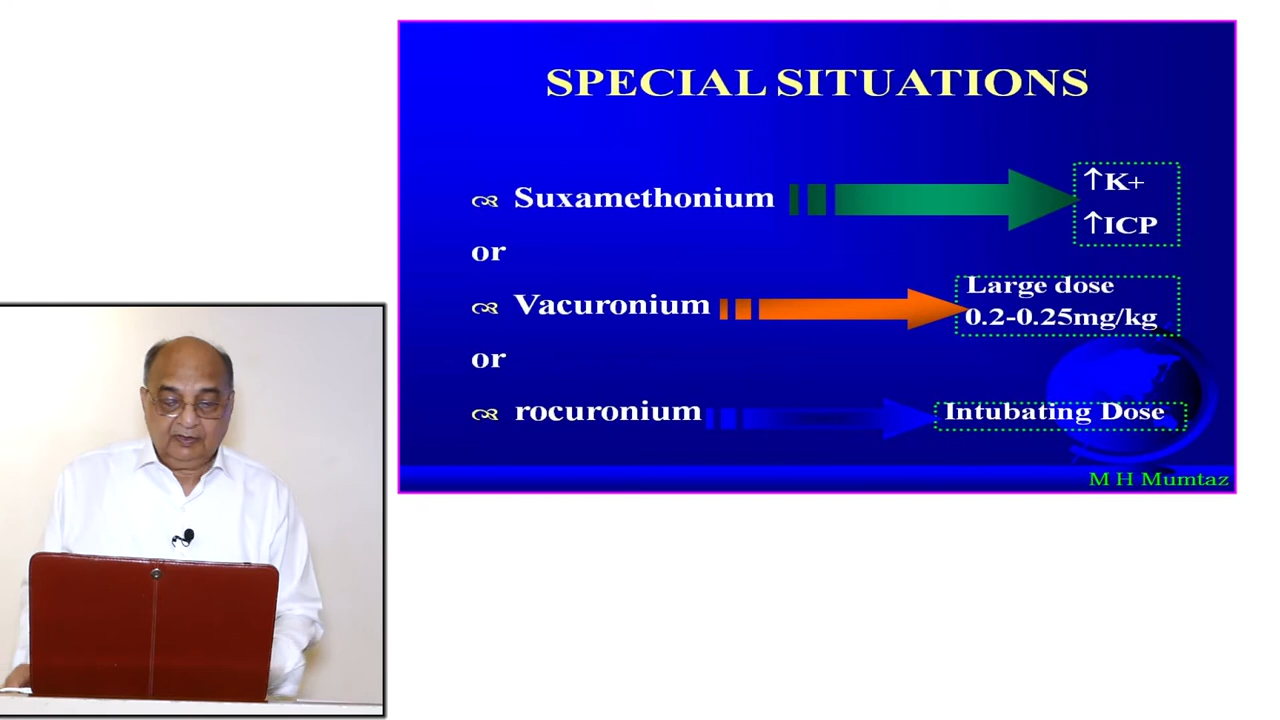 SPECIAL SITUATIONS
Suxamethonium
↑K+
↑ICP
or
Vacuronium
Large dose
0.2-0.25mg/kg
or
rocuronium
Intubating Dose
M H Mumtaz